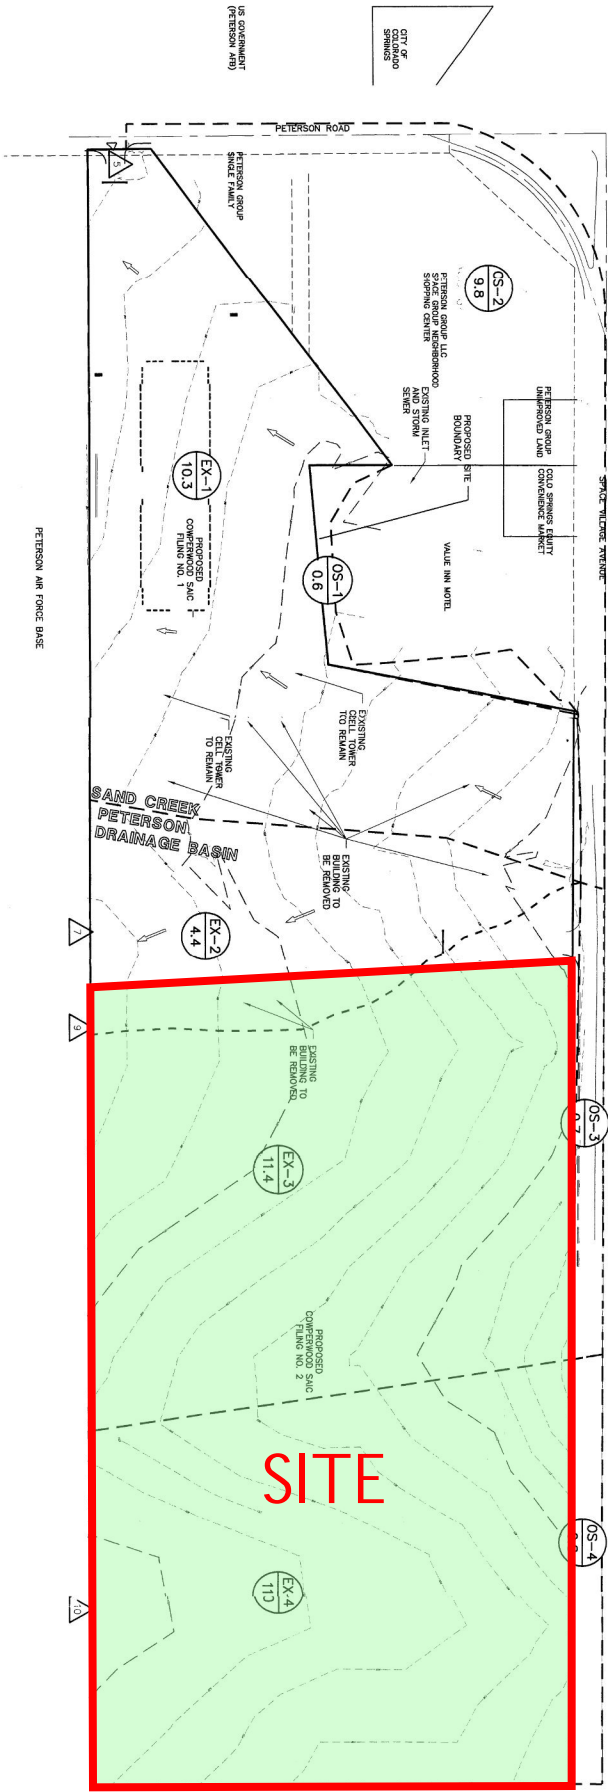 CITY OF
COLORADO
SPRINGS
US GOVERNMENT
(PETERSON AFB)
PETERSON ROAD
5
PETERSON GROUP
SINGLE FAMILY
CS-2
9.8
PETERSON GROUP LLC
SPACE GROUP NEIGHBORHOOD
SHOPPING CENTER
PETERSON GROUP
UNIMPROVED LAND
COLO SPRINGS EQUITY
CONVENIENCE MARKET
SPACE VILLAGE AVENUE
EXISTING INLET
AND STORM
SEWER
PROPOSED SITE
BOUNDARY
EX-1
10.3
PROPOSED
COWPERWOOD SAIC
FILING NO. 1
OS-1
0.6
VALUE INN MOTEL
PETERSON AIR FORCE BASE
EXISTING
CELL TOWER
TO REMAIN
EXISTING
CELL TOWER
TO REMAIN
SAND CREEK
PETERSON
DRAINAGE BASIN
EXISTING
BUILDING TO
BE REMOVED
EX-2
4.4
7
9
EXISTING
BUILDING TO
BE REMOVED
OS-3
EX-3
11.4
PROPOSED
COWPERWOOD SAIC
FILING NO. 2
SITE
OS-4
EX-4
10